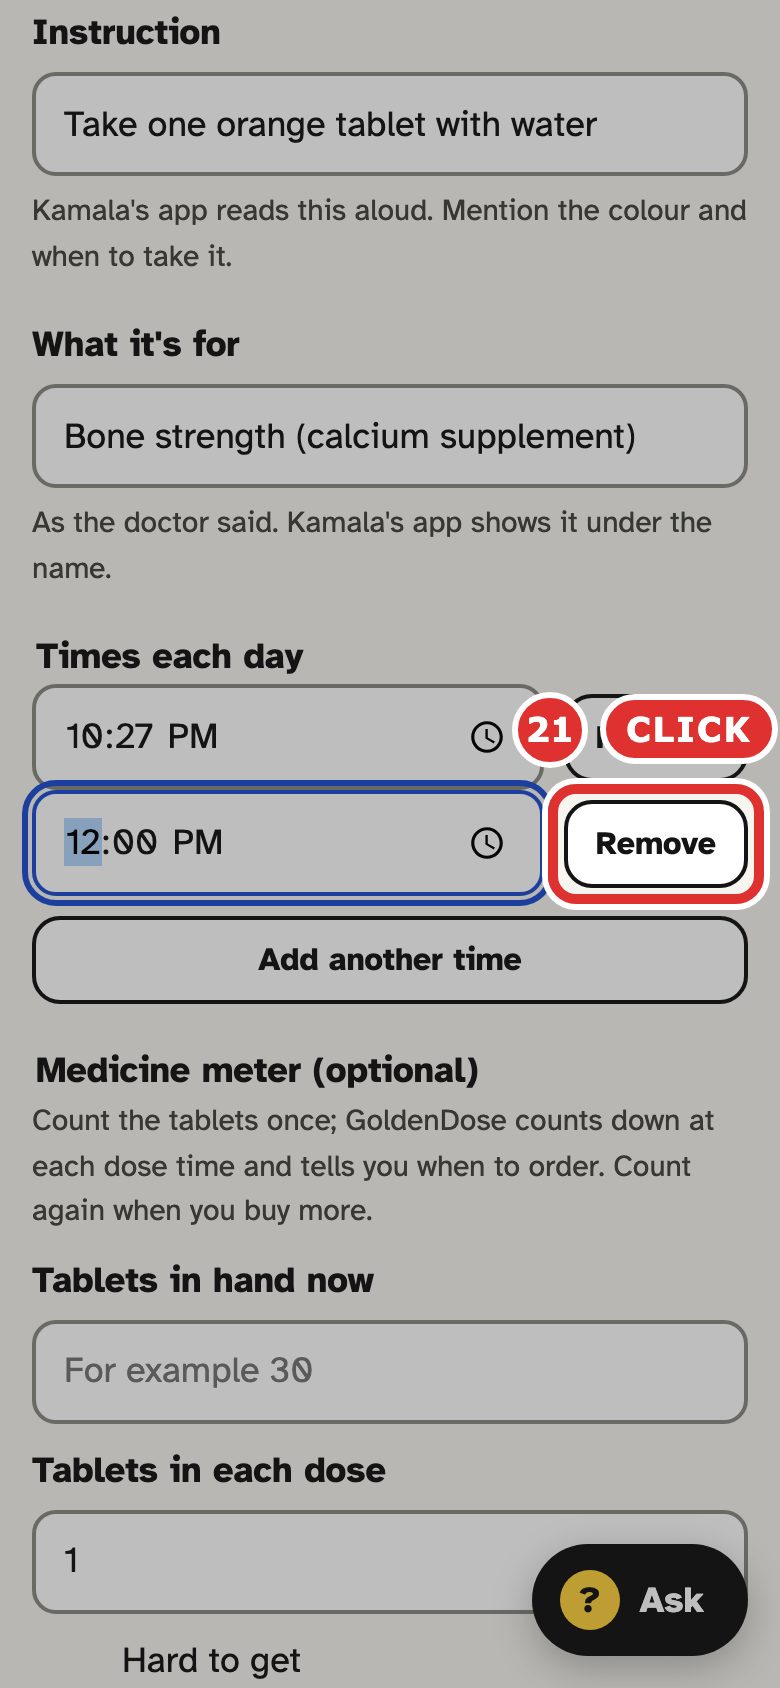 Instruction
Take one orange tablet with water
Kamala's app reads this aloud. Mention the colour and
when to take it.
What it's for
Bone strength (calcium supplement)
As the doctor said. Kamala's app shows it under the
name.
Times each day
10:27 PM
21 CLICK
12:00 PM
Remove
Add another time
Medicine meter (optional)
Count the tablets once; GoldenDose counts down at
each dose time and tells you when to order. Count
again when you buy more.
Tablets in hand now
For example 30
Tablets in each dose
1
? Ask
Hard to get